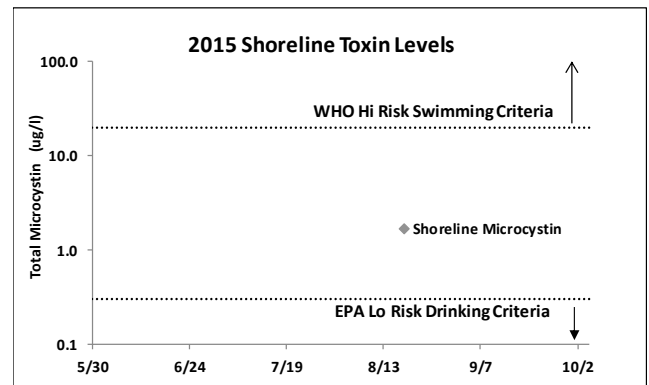 2015 Shoreline Toxin Levels
Total Microcystin (ug/l)
100.0
10.0
1.0
0.1
WHO Hi Risk Swimming Criteria
Shoreline Microcystin
EPA Lo Risk Drinking Criteria
5/30 6/24 7/19 8/13 9/7 10/2